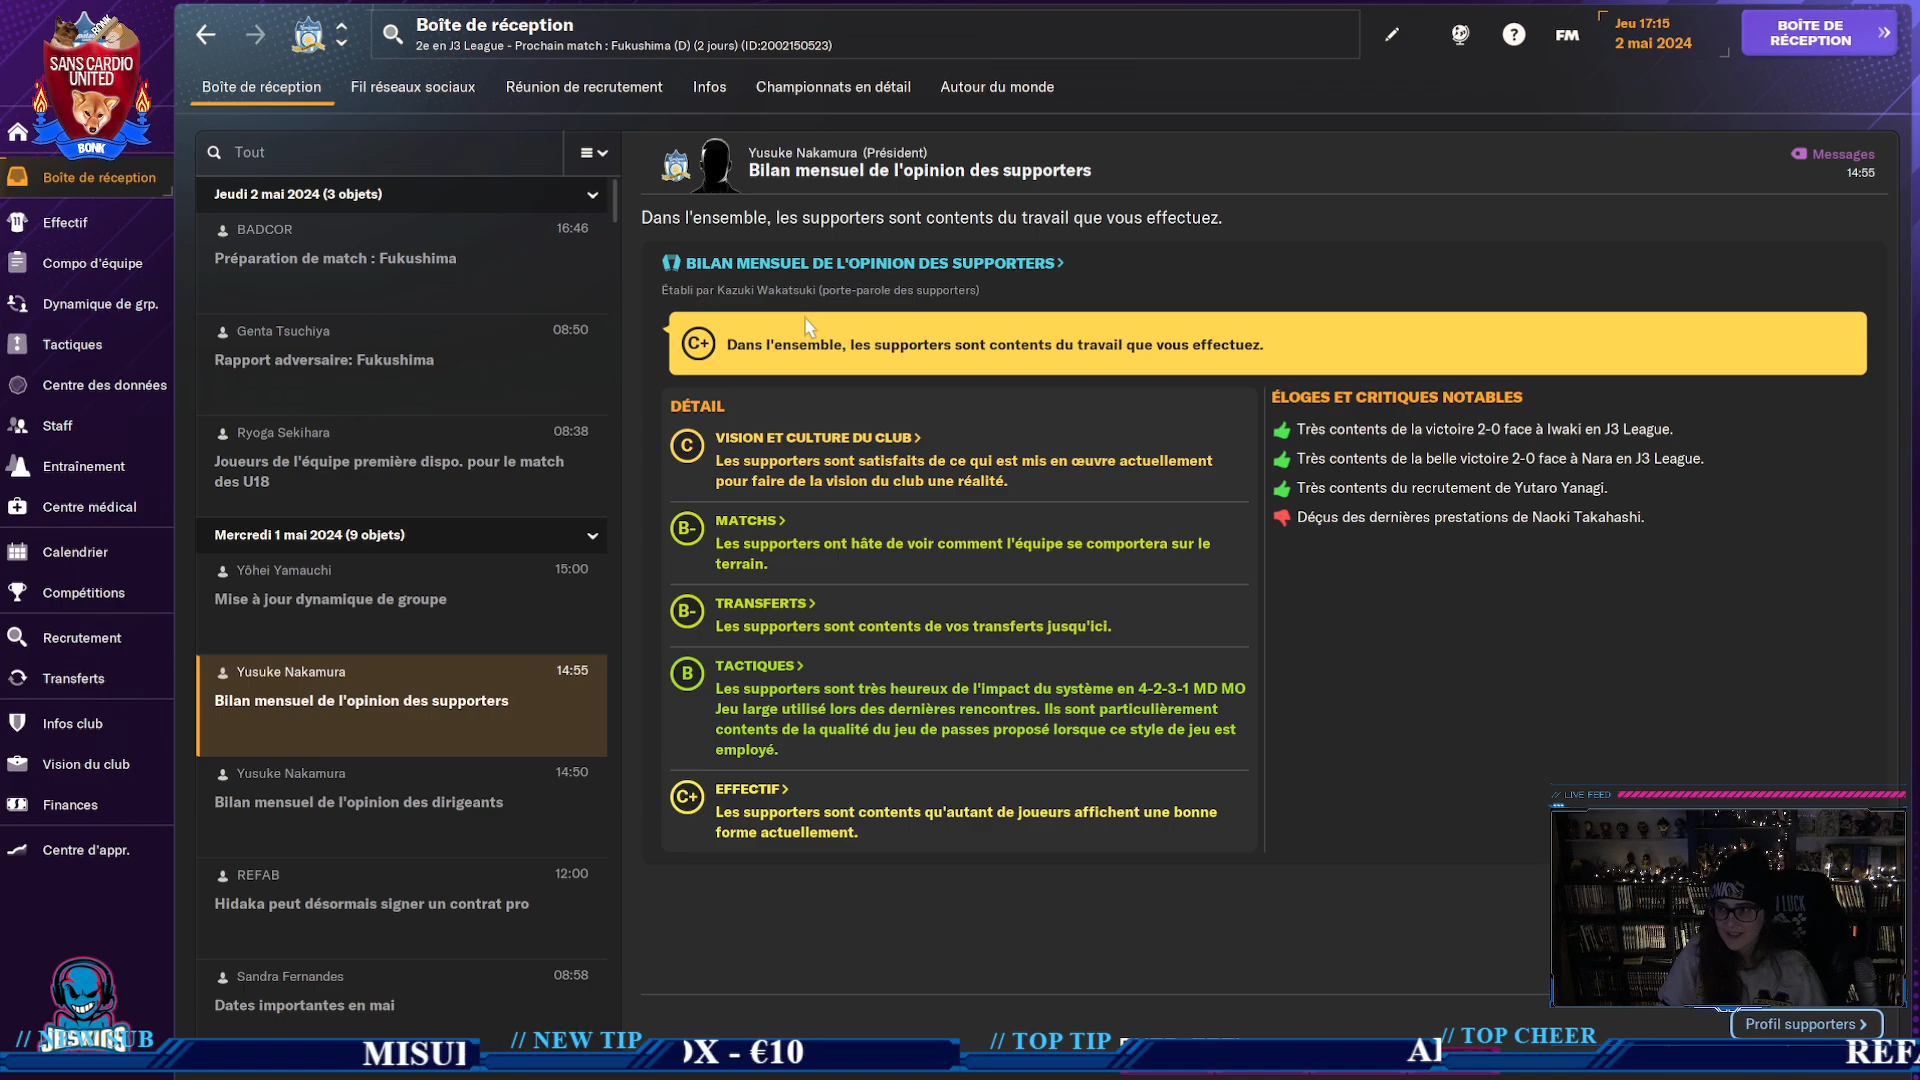 SANS CARDIO
UNITED
BONK
Boîte de réception
2e en J3 League - Prochain match : Fukushima (D) (2 jours) (ID:2002150523)
?
FM
Jeu 17:15
2 mai 2024
BOÎTE DE
RÉCEPTION
Boîte de réception
Fil réseaux sociaux
Réunion de recrutement
Infos
Championnats en détail
Autour du monde
Boîte de réception
Effectif
Compo d'équipe
Dynamique de grp.
Tactiques
Centre des données
Staff
Entraînement
Centre médical
Calendrier
Compétitions
Recrutement
Transferts
Infos club
Vision du club
Finances
Centre d'appr.
Tout
Jeudi 2 mai 2024 (3 objets)
BADCOR 16:46
Préparation de match : Fukushima
Genta Tsuchiya 08:50
Rapport adversaire: Fukushima
Ryoga Sekihara 08:38
Joueurs de l'équipe première dispo. pour le match
des U18
Mercredi 1 mai 2024 (9 objets)
Yôhei Yamauchi 15:00
Mise à jour dynamique de groupe
Yusuke Nakamura 14:55
Bilan mensuel de l'opinion des supporters
Yusuke Nakamura 14:50
Bilan mensuel de l'opinion des dirigeants
REFAB 12:00
Hidaka peut désormais signer un contrat pro
Sandra Fernandes 08:58
Dates importantes en mai
Yusuke Nakamura (Président)
Bilan mensuel de l'opinion des supporters
Messages
14:55
Dans l'ensemble, les supporters sont contents du travail que vous effectuez.
BILAN MENSUEL DE L'OPINION DES SUPPORTERS >
Établi par Kazuki Wakatsuki (porte-parole des supporters)
C+ Dans l'ensemble, les supporters sont contents du travail que vous effectuez.
DÉTAIL
C VISION ET CULTURE DU CLUB >
Les supporters sont satisfaits de ce qui est mis en œuvre actuellement
pour faire de la vision du club une réalité.
B- MATCHS >
Les supporters ont hâte de voir comment l'équipe se comportera sur le
terrain.
B- TRANSFERTS >
Les supporters sont contents de vos transferts jusqu'ici.
B TACTIQUES >
Les supporters sont très heureux de l'impact du système en 4-2-3-1 MD MO
Jeu large utilisé lors des dernières rencontres. Ils sont particulièrement
contents de la qualité du jeu de passes proposé lorsque ce style de jeu est
employé.
C+ EFFECTIF >
Les supporters sont contents qu'autant de joueurs affichent une bonne
forme actuellement.
ÉLOGES ET CRITIQUES NOTABLES
Très contents de la victoire 2-0 face à Iwaki en J3 League.
Très contents de la belle victoire 2-0 face à Nara en J3 League.
Très contents du recrutement de Yutaro Yanagi.
Déçus des dernières prestations de Naoki Takahashi.
// LIVE FEED
Profil supporters >
// NEW SUB
// NEW TIP
OX - €10
// TOP TIP
// TOP CHEER